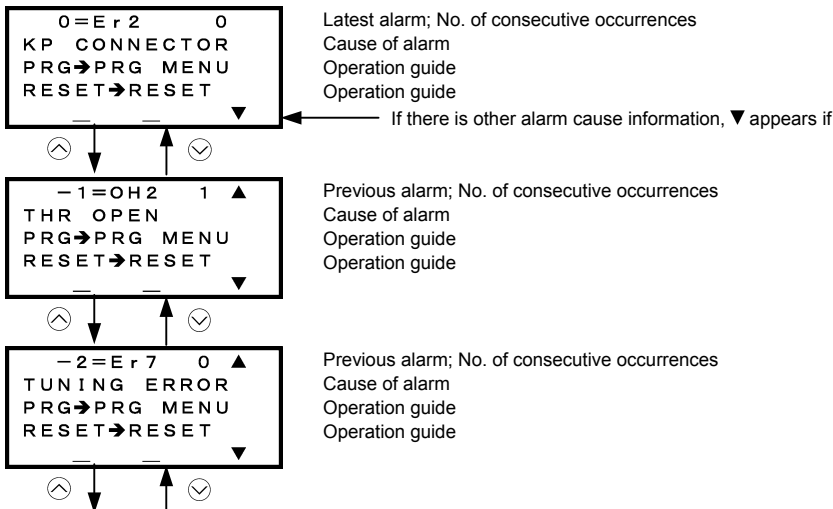 0=Er2 0 Latest alarm; No. of consecutive occurrences
KP CONNECTOR Cause of alarm
PRG➔PRG MENU Operation guide
RESET➔RESET Operation guide
▼ If there is other alarm cause information, ▼ appears if
−1=OH2 1 ▲ Previous alarm; No. of consecutive occurrences
THR OPEN Cause of alarm
PRG➔PRG MENU Operation guide
RESET➔RESET Operation guide
▼
−2=Er7 0 ▲ Previous alarm; No. of consecutive occurrences
TUNING ERROR Cause of alarm
PRG➔PRG MENU Operation guide
RESET➔RESET Operation guide
▼